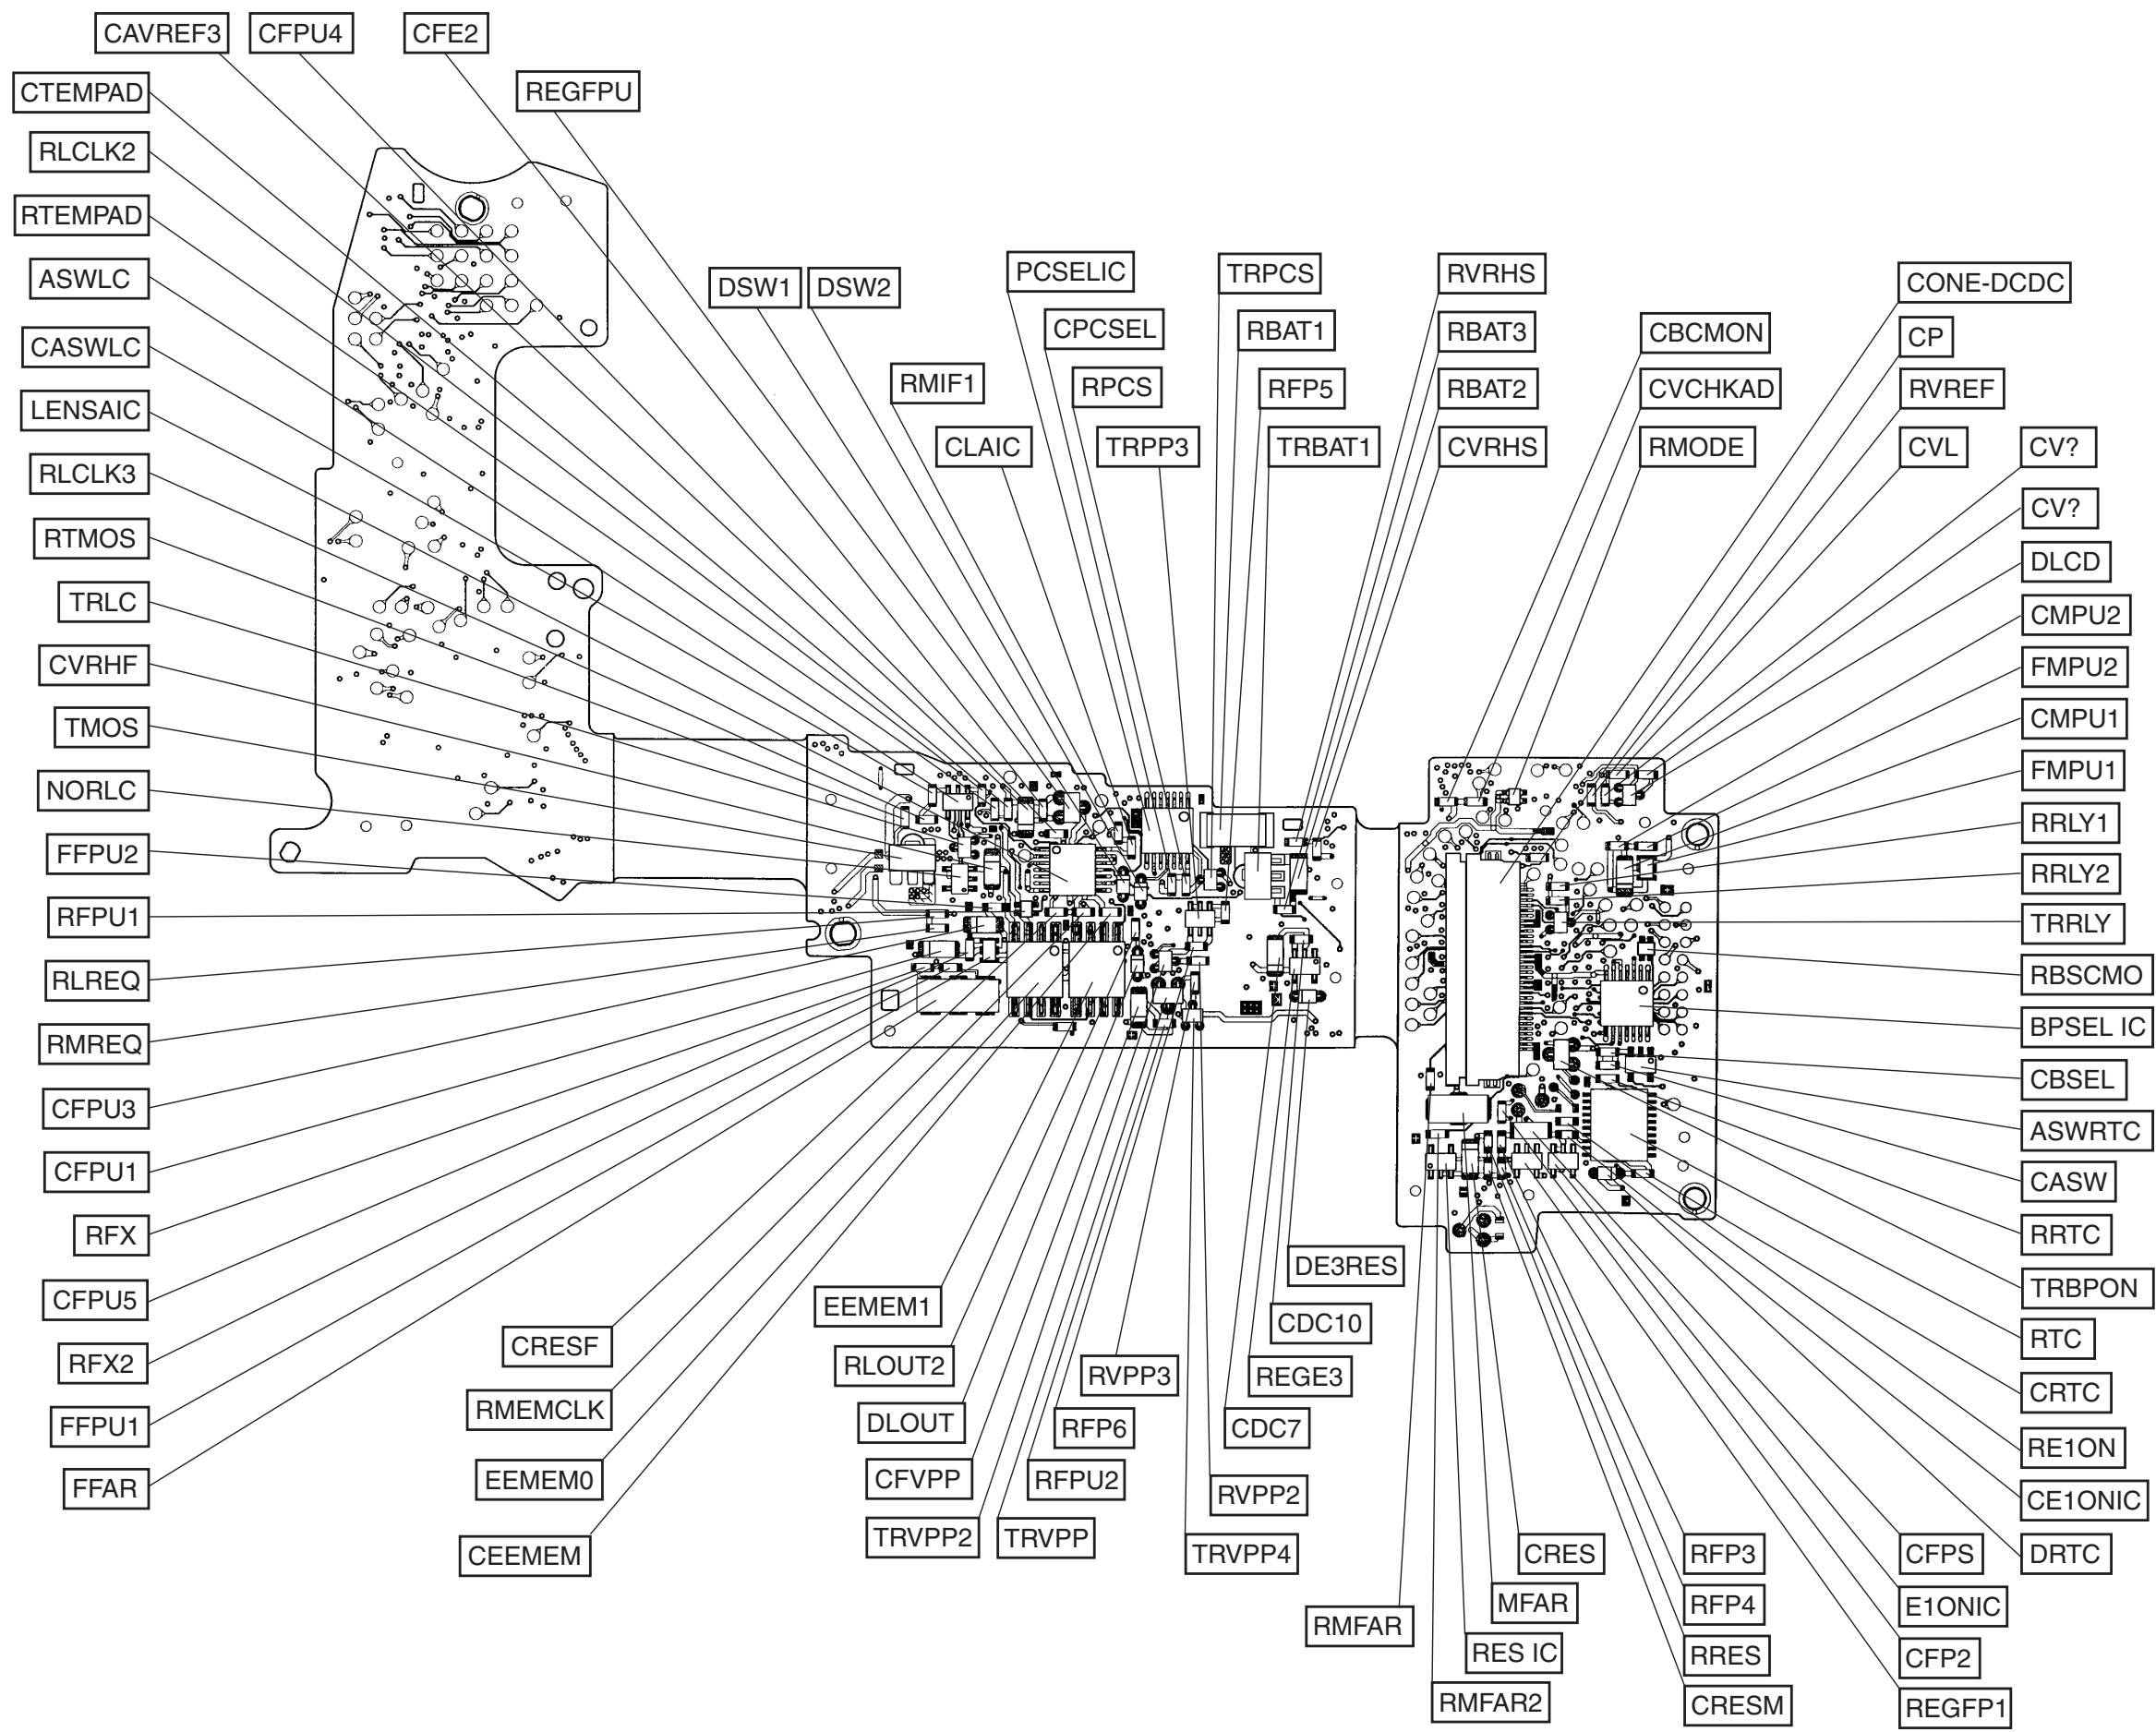 CAVREF3
CFPU4
CFE2
REGFPU
CTEMPAD
RLCLK2
RTEMPAD
ASWLC
CASWLC
LENSAIC
RLCLK3
RTMOS
TRLC
CVRHF
TMOS
NORLC
FFPU2
RFPU1
RLREQ
RMREQ
CFPU3
CFPU1
RFX
CFPU5
RFX2
FFPU1
FFAR
DSW1
DSW2
RMIF1
CLAIC
PCSELIC
CPCSEL
RPCS
TRPP3
TRPCS
RBAT1
RFP5
TRBAT1
RVRHS
RBAT3
RBAT2
CVRHS
CBCMON
CVCHKAD
RMODE
CONE-DCDC
CP
RVREF
CVL
CV?
CV?
DLCD
CMPU2
FMPU2
CMPU1
FMPU1
RRLY1
RRLY2
TRRLY
RBSCMO
BPSEL IC
CBSEL
ASWRTC
CASW
RRTC
TRBPON
RTC
CRTC
RE1ON
CE1ONIC
DRTC
CRESF
RMEMCLK
EEMEM0
CEEMEM
EEMEM1
RLOUT2
DLOUT
CFVPP
TRVPP2
TRVPP
RFPU2
RFP6
RVPP3
DE3RES
CDC10
REGE3
CDC7
RVPP2
TRVPP4
RMFAR
RMFAR2
RES IC
MFAR
CRES
RFP3
RFP4
RRES
CRESM
CFPS
E1ONIC
CFP2
REGFP1